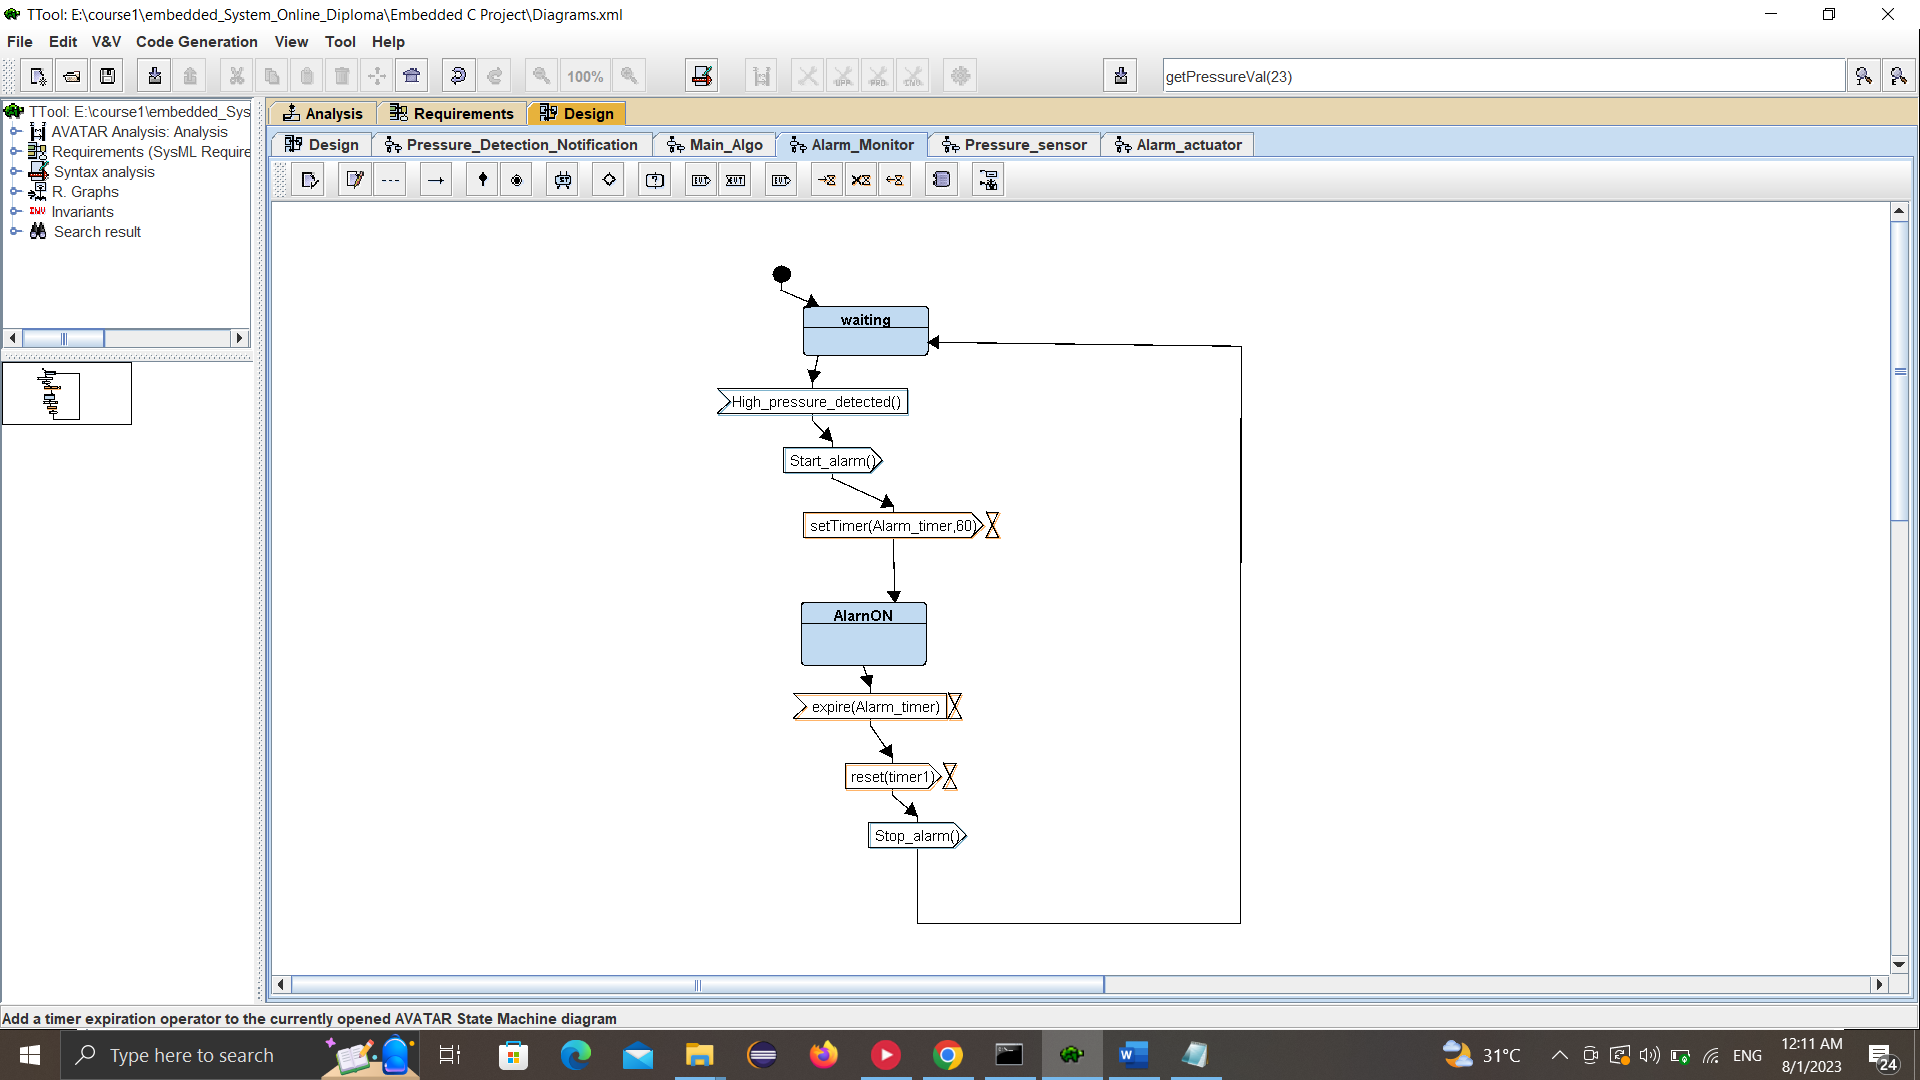 TTool: E:\course1\embedded_System_Online_Diploma\Embedded C Project\Diagrams.xml
File Edit V&V Code Generation View Tool Help
100%
getPressureVal(23)
TTool: E:\course1\embedded_Sys
AVATAR Analysis: Analysis
Requirements (SysML Require
Syntax analysis
R. Graphs
INV Invariants
Search result
Analysis Requirements Design
Design Pressure_Detection_Notification Main_Algo Alarm_Monitor Pressure_sensor Alarm_actuator
waiting
High_pressure_detected()
Start_alarm()
setTimer(Alarm_timer,60)
AlarnON
expire(Alarm_timer)
reset(timer1)
Stop_alarm()
Add a timer expiration operator to the currently opened AVATAR State Machine diagram
Type here to search
31°C
ENG
12:11 AM
8/1/2023
24